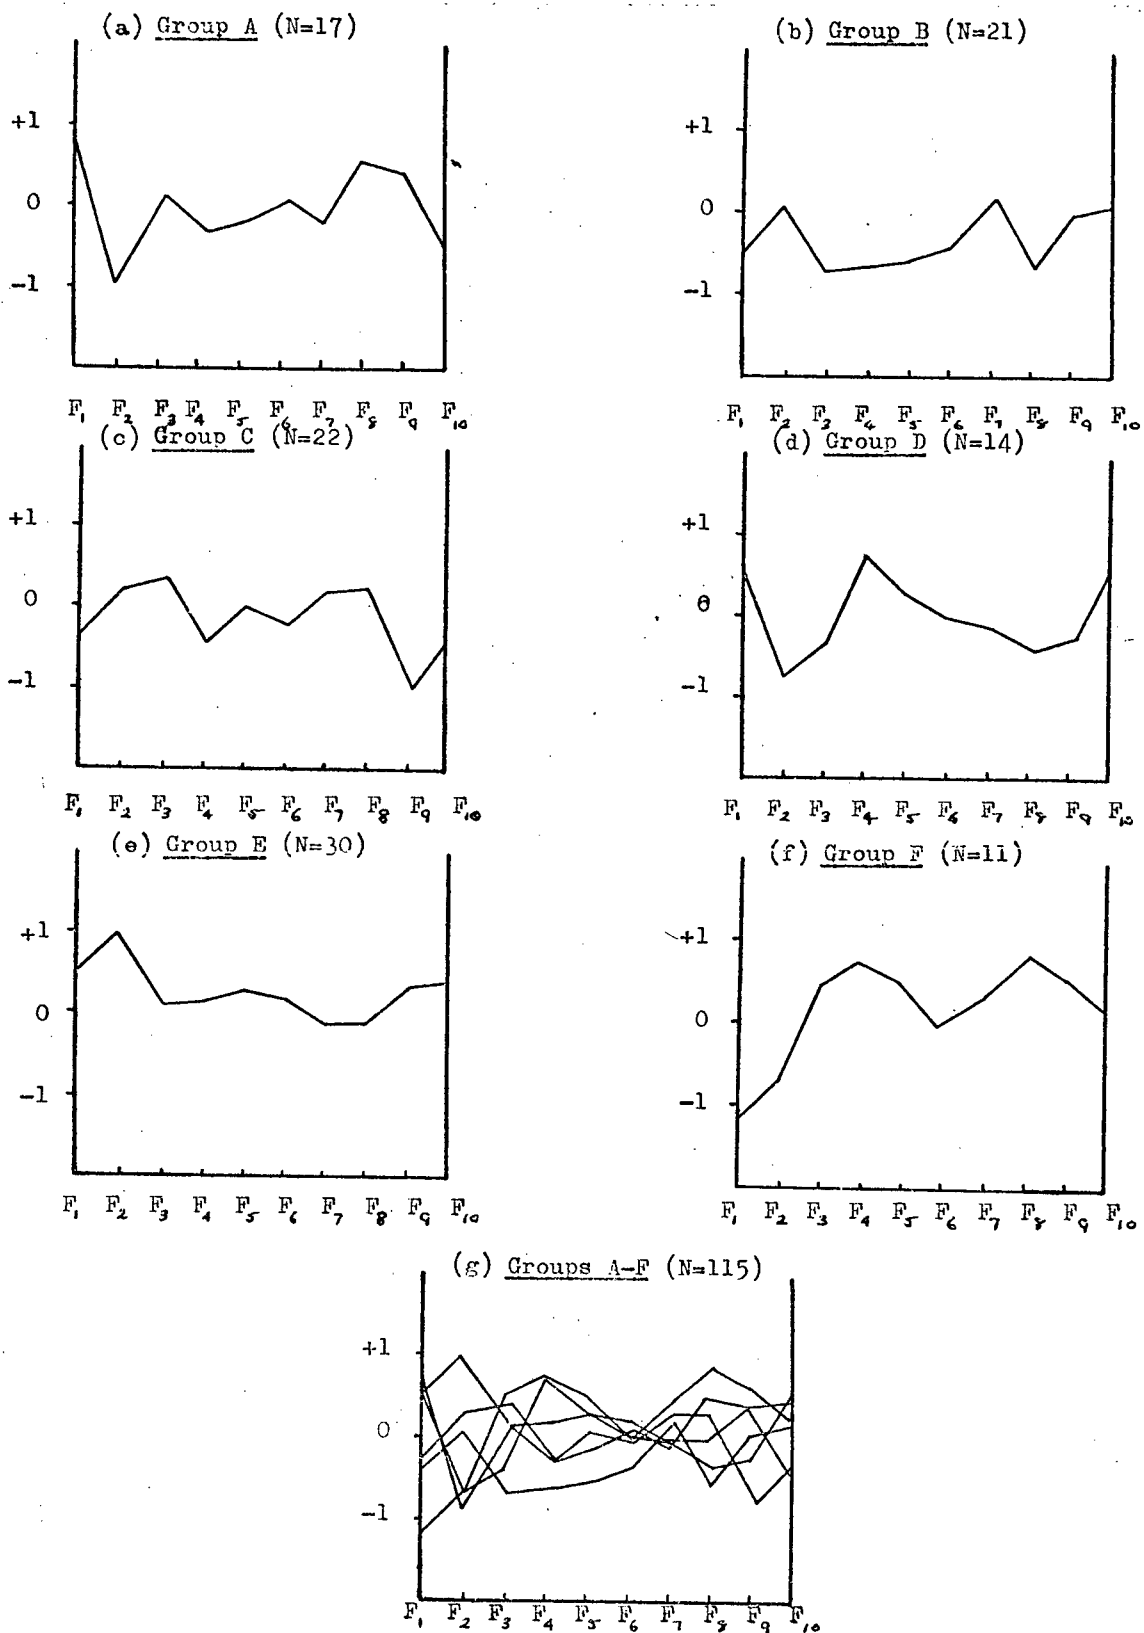 (a) Group A (N=17)
+1
0
-1
F1 F2 F3 F4 F5 F6 F7 F8 F9 F10
(b) Group B (N=21)
+1
0
-1
F1 F2 F3 F4 F5 F6 F7 F8 F9 F10
(c) Group C (N=22)
+1
0
-1
F1 F2 F3 F4 F5 F6 F7 F8 F9 F10
(d) Group D (N=14)
+1
0
-1
F1 F2 F3 F4 F5 F6 F7 F8 F9 F10
(e) Group E (N=30)
+1
0
-1
F1 F2 F3 F4 F5 F6 F7 F8 F9 F10
(f) Group F (N=11)
+1
0
-1
F1 F2 F3 F4 F5 F6 F7 F8 F9 F10
(g) Groups A-F (N=115)
+1
0
-1
F1 F2 F3 F4 F5 F6 F7 F8 F9 F10